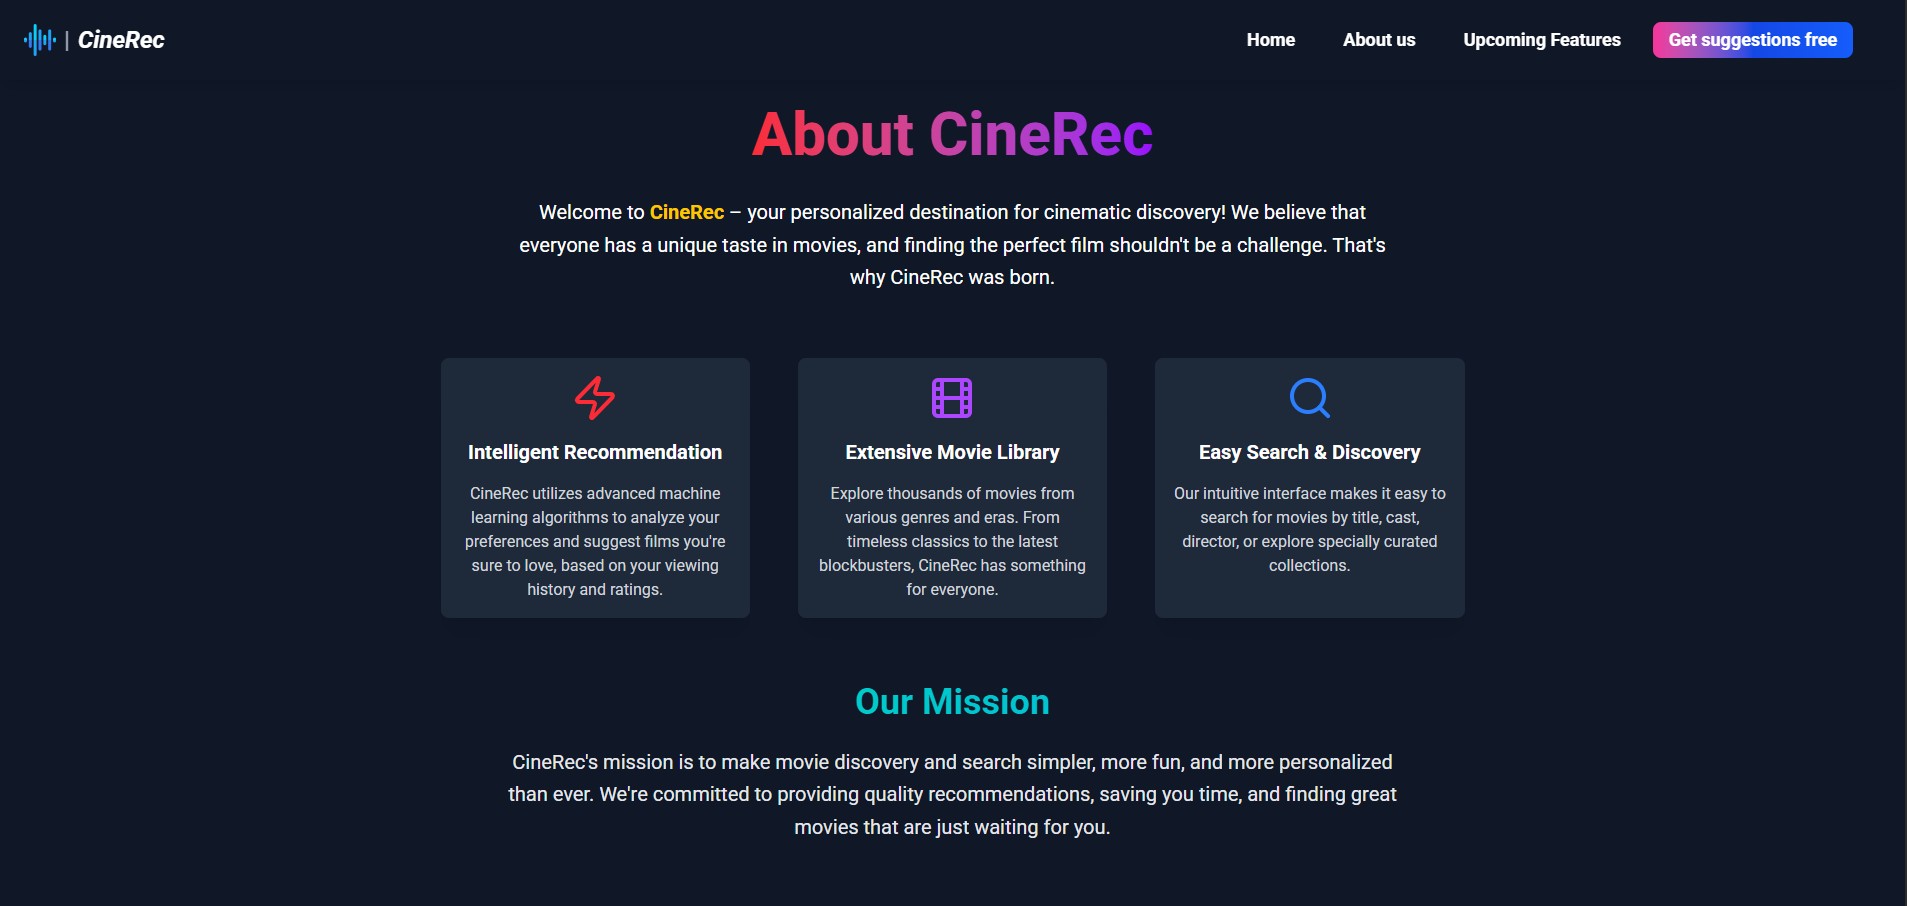 | CineRec
Home
About us
Upcoming Features
Get suggestions free
About CineRec
Welcome to CineRec – your personalized destination for cinematic discovery! We believe that
everyone has a unique taste in movies, and finding the perfect film shouldn't be a challenge. That's
why CineRec was born.
Intelligent Recommendation
CineRec utilizes advanced machine
learning algorithms to analyze your
preferences and suggest films you're
sure to love, based on your viewing
history and ratings.
Extensive Movie Library
Explore thousands of movies from
various genres and eras. From
timeless classics to the latest
blockbusters, CineRec has something
for everyone.
Easy Search & Discovery
Our intuitive interface makes it easy to
search for movies by title, cast,
director, or explore specially curated
collections.
Our Mission
CineRec's mission is to make movie discovery and search simpler, more fun, and more personalized
than ever. We're committed to providing quality recommendations, saving you time, and finding great
movies that are just waiting for you.